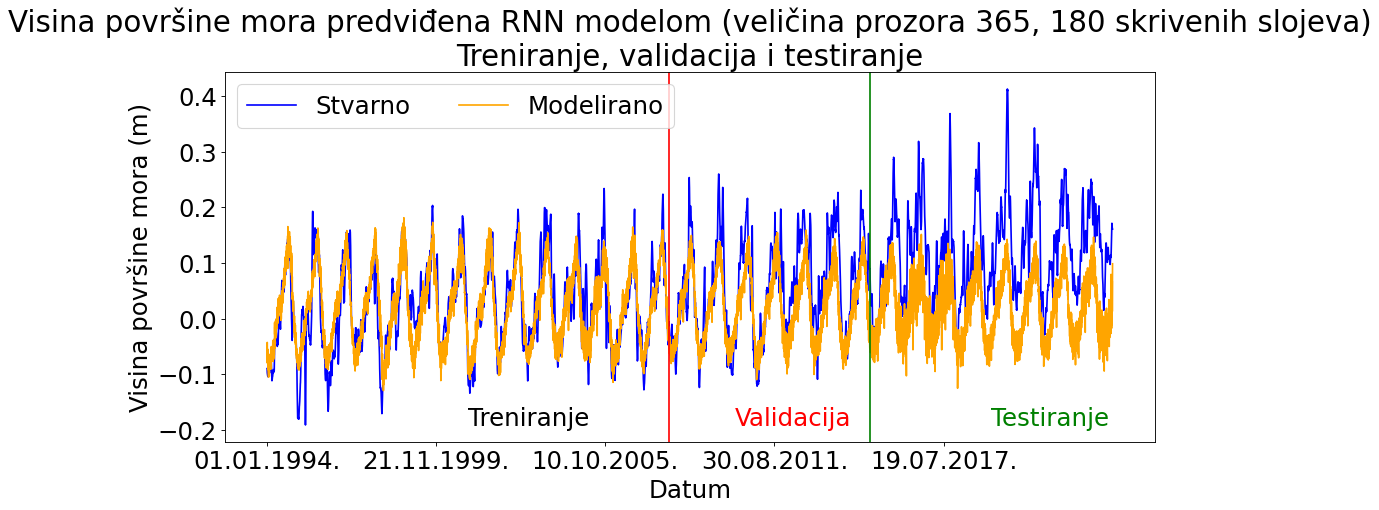 Visina površine mora predviđena RNN modelom (veličina prozora 365, 180 skrivenih slojeva)
Treniranje, validacija i testiranje
Stvarno
Modelirano
Visina površine mora (m)
0.4
0.3
0.2
0.1
0.0
−0.1
−0.2
Treniranje
Validacija
Testiranje
01.01.1994.
21.11.1999.
10.10.2005.
30.08.2011.
19.07.2017.
Datum